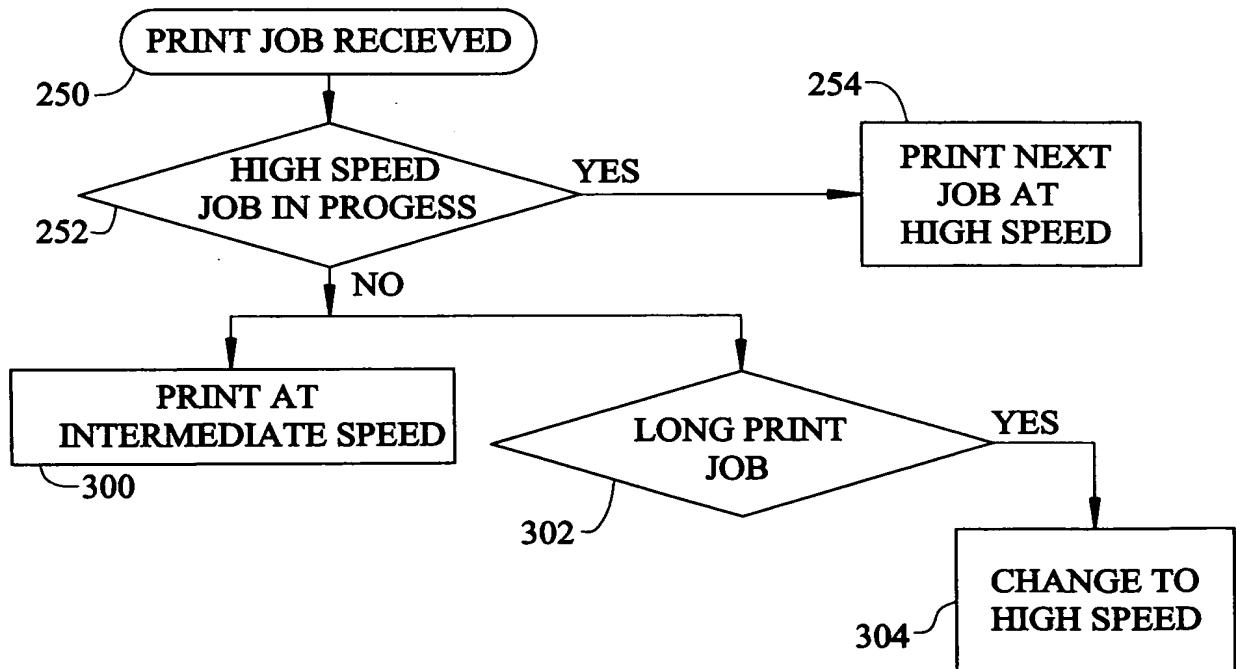 PRINT JOB RECIEVED
250
254
HIGH SPEED
JOB IN PROGESS
YES
PRINT NEXT
JOB AT
HIGH SPEED
252
NO
PRINT AT
INTERMEDIATE SPEED
300
LONG PRINT
JOB
YES
302
CHANGE TO
HIGH SPEED
304